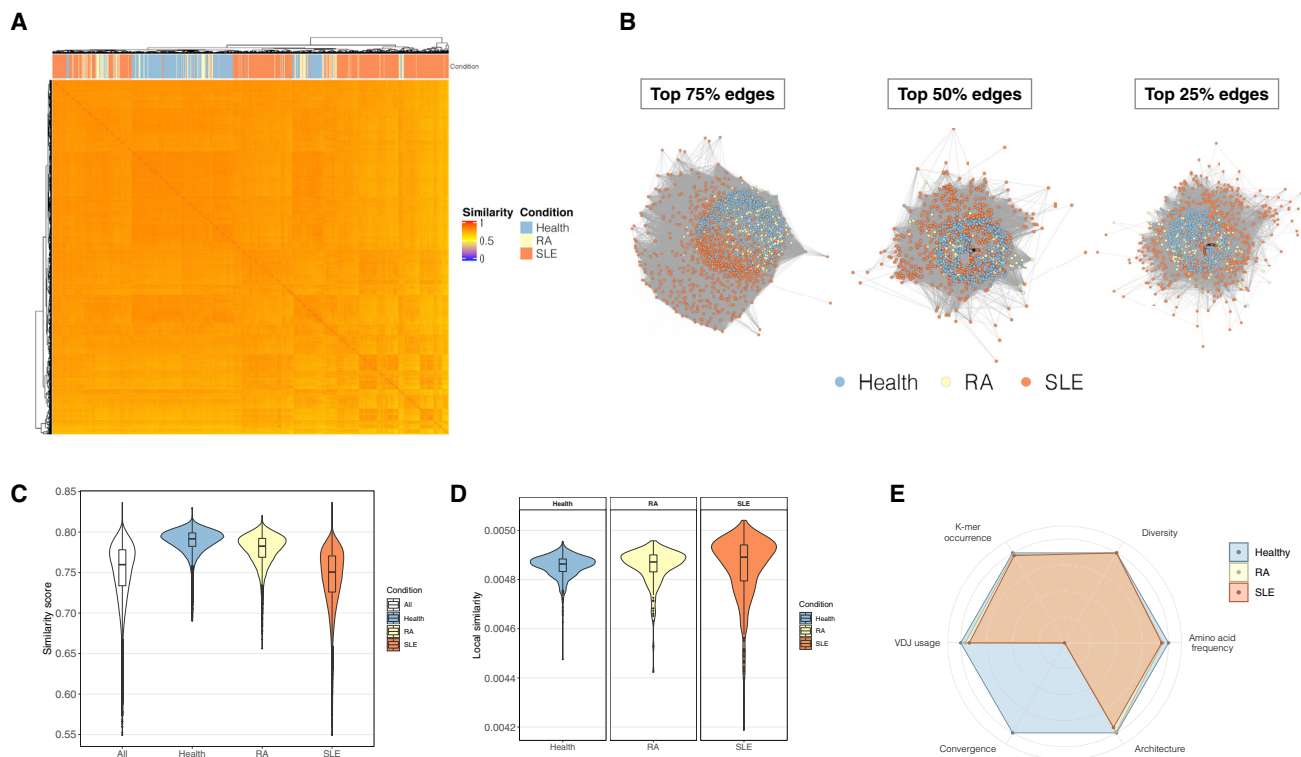 A
Condition
Similarity
1
0.5
0
Condition
Health
RA
SLE
B
Top 75% edges
Top 50% edges
Top 25% edges
Health
RA
SLE
C
0.85
0.80
0.75
0.70
0.65
0.60
0.55
Similarity score
All
Health
RA
SLE
Condition
All
Health
RA
SLE
D
Health
RA
SLE
0.0050
0.0048
0.0046
0.0044
0.0042
Local similarity
Health
RA
SLE
Condition
Health
RA
SLE
E
K-mer
occurrence
Diversity
VDJ usage
Amino acid
frequency
Convergence
Architecture
Healthy
RA
SLE